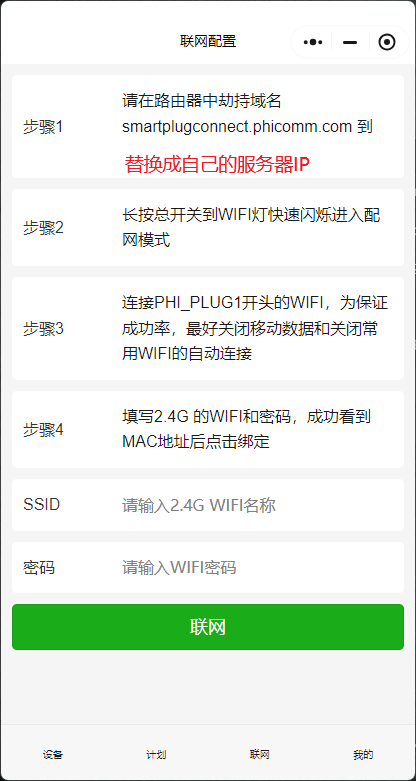 联网配置
步骤1
请在路由器中劫持域名
smartplugconnect.phicomm.com 到
替换成自己的服务器IP
步骤2
长按总开关到WIFI灯快速闪烁进入配
网模式
步骤3
连接PHI_PLUG1开头的WIFI，为保证
成功率，最好关闭移动数据和关闭常
用WIFI的自动连接
步骤4
填写2.4G 的WIFI和密码，成功看到
MAC地址后点击绑定
SSID
请输入2.4G WIFI名称
密码
请输入WIFI密码
联网
设备
计划
联网
我的